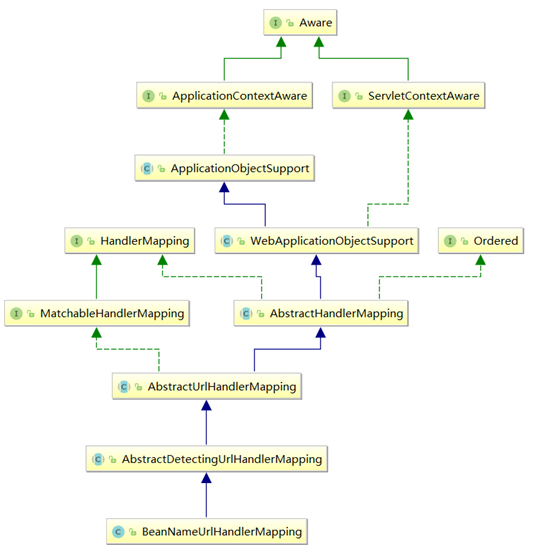 I Aware
I ApplicationContextAware
I ServletContextAware
C ApplicationObjectSupport
I HandlerMapping
C WebApplicationObjectSupport
I Ordered
I MatchableHandlerMapping
C AbstractHandlerMapping
C AbstractUrlHandlerMapping
C AbstractDetectingUrlHandlerMapping
C BeanNameUrlHandlerMapping